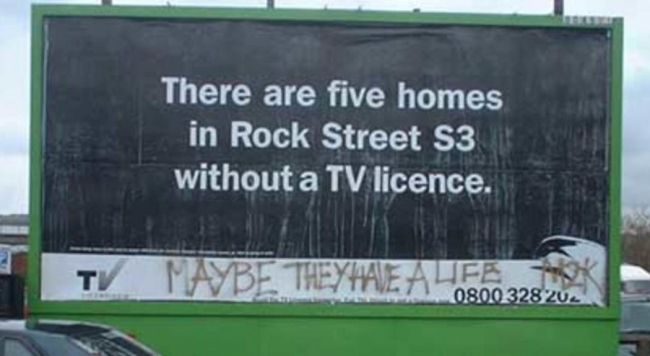 There are five homes
in Rock Street S3
without a TV licence.
MAYBE THEY HAVE A LIFE
TV
LICENSING
0800 328 202